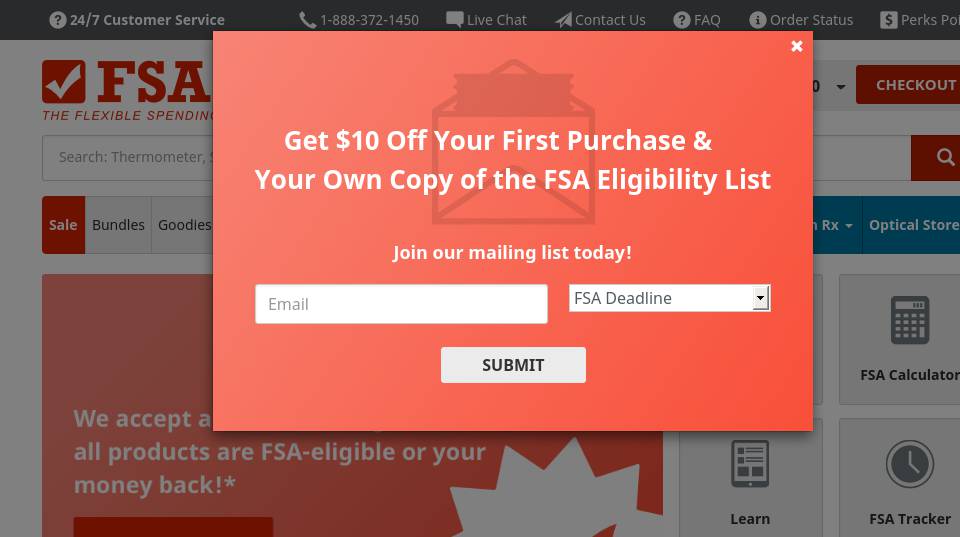 24/7 Customer Service
1-888-372-1450
Live Chat
Contact Us
FAQ
Order Status
Perks Poi
FSA
THE FLEXIBLE SPENDING
0
CHECKOUT
Search: Thermometer, S
Sale
Bundles
Goodies
n Rx
Optical Store
Get $10 Off Your First Purchase &
Your Own Copy of the FSA Eligibility List
Join our mailing list today!
Email
FSA Deadline
SUBMIT
We accept a
all products are FSA-eligible or your
money back!*
FSA Calculator
Learn
FSA Tracker